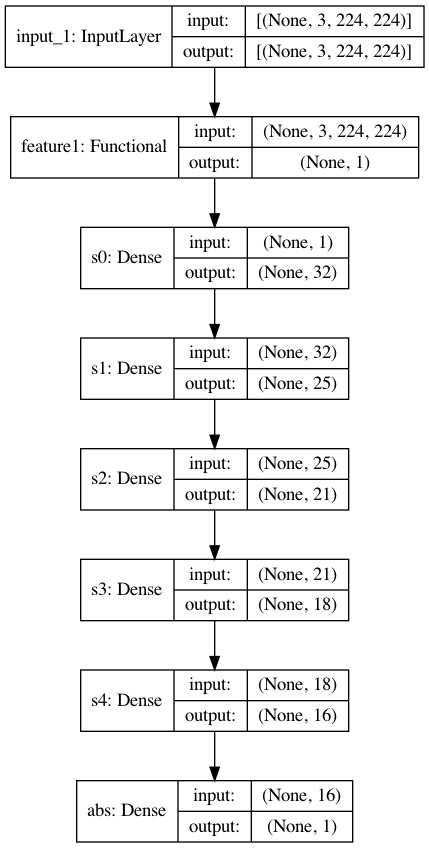 input_1: InputLayer
input: [(None, 3, 224, 224)]
output: [(None, 3, 224, 224)]
feature1: Functional
input: (None, 3, 224, 224)
output: (None, 1)
s0: Dense
input: (None, 1)
output: (None, 32)
s1: Dense
input: (None, 32)
output: (None, 25)
s2: Dense
input: (None, 25)
output: (None, 21)
s3: Dense
input: (None, 21)
output: (None, 18)
s4: Dense
input: (None, 18)
output: (None, 16)
abs: Dense
input: (None, 16)
output: (None, 1)